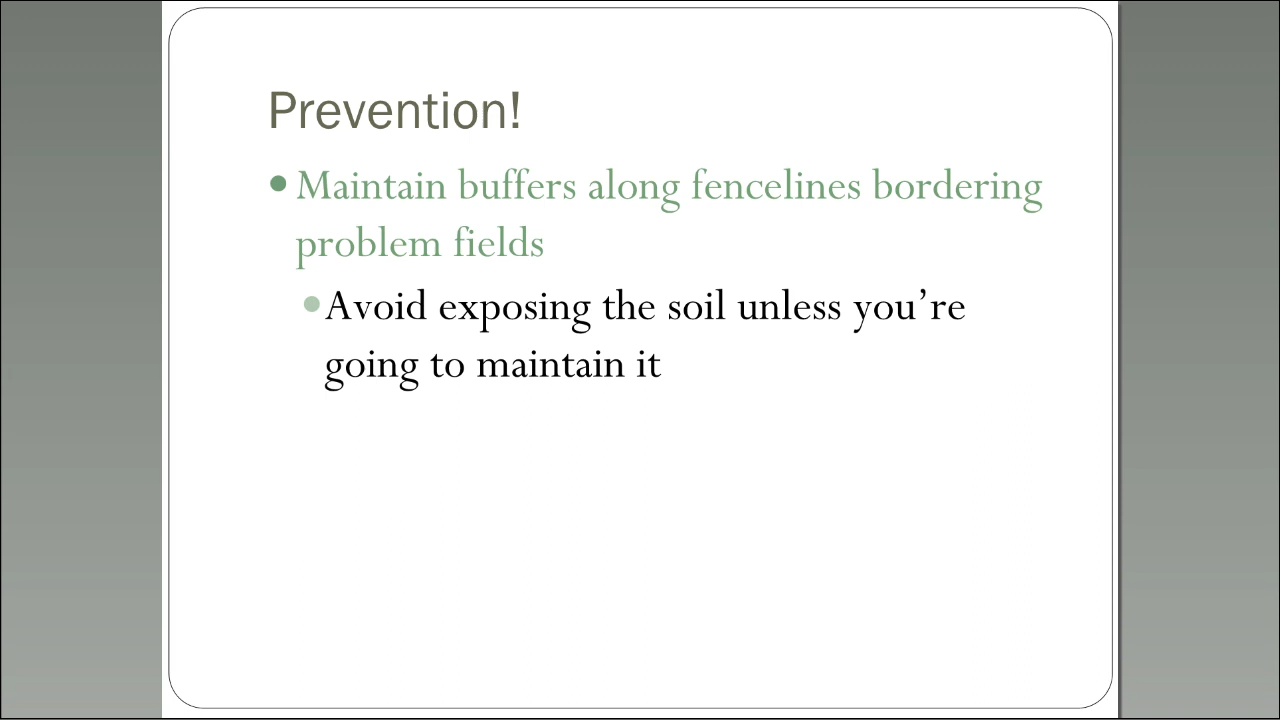 Prevention!
• Maintain buffers along fencelines bordering
problem fields
• Avoid exposing the soil unless you’re
going to maintain it